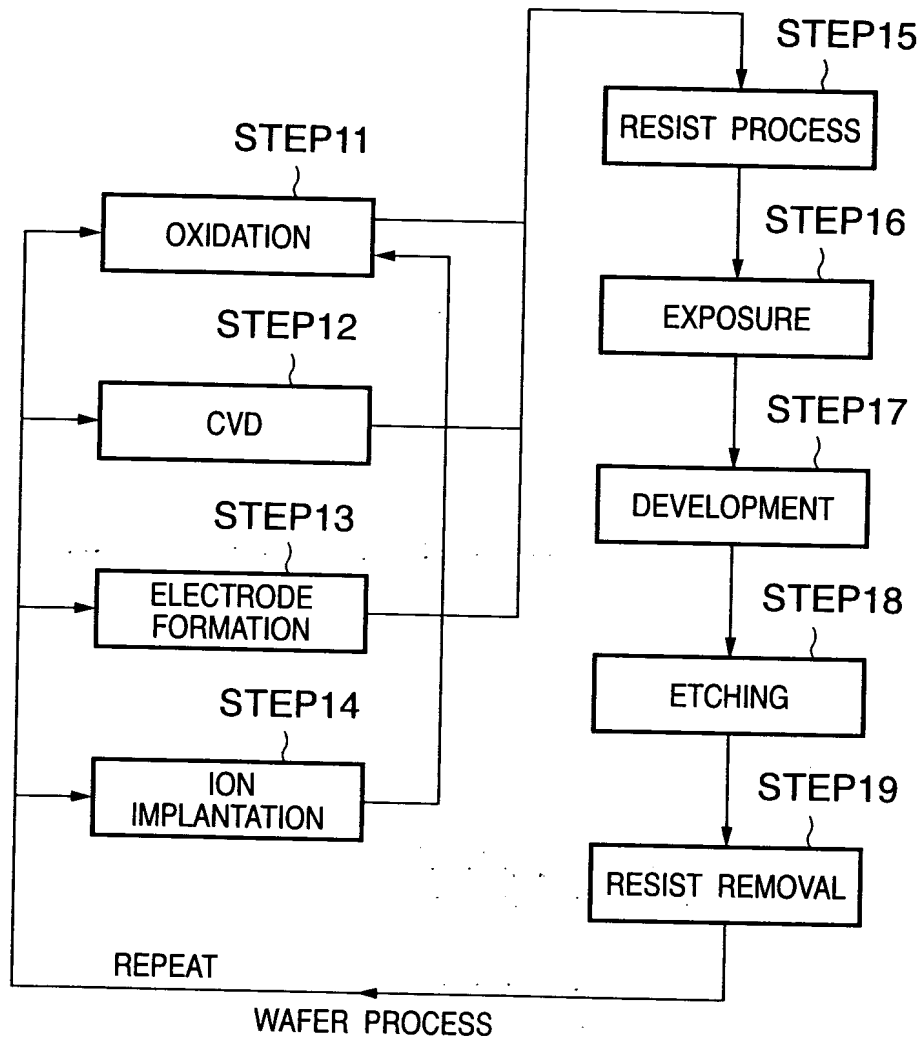 STEP11
OXIDATION
STEP12
CVD
STEP13
ELECTRODE
FORMATION
STEP14
ION
IMPLANTATION
STEP15
RESIST PROCESS
STEP16
EXPOSURE
STEP17
DEVELOPMENT
STEP18
ETCHING
STEP19
RESIST REMOVAL
REPEAT
WAFER PROCESS